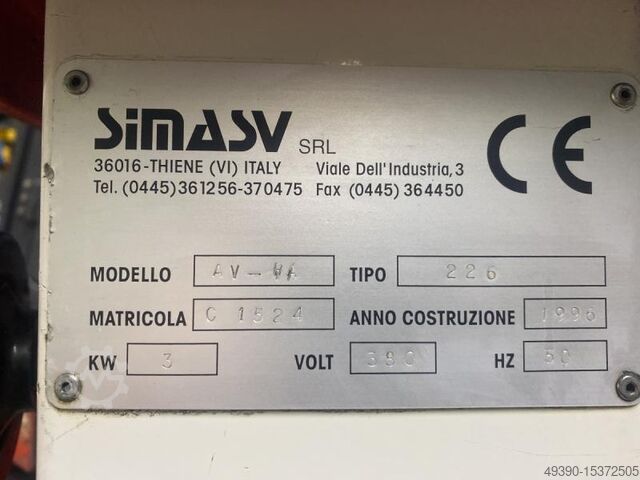 SIMASV SRL
36016-THIENE (VI) ITALY Viale Dell'Industria, 3
Tel. (0445) 361256-370475 Fax (0445) 364450
CE
MODELLO AV-VA TIPO 226
MATRICOLA C 1524 ANNO COSTRUZIONE 1996
KW 3 VOLT 380 HZ 50
49390-15372505